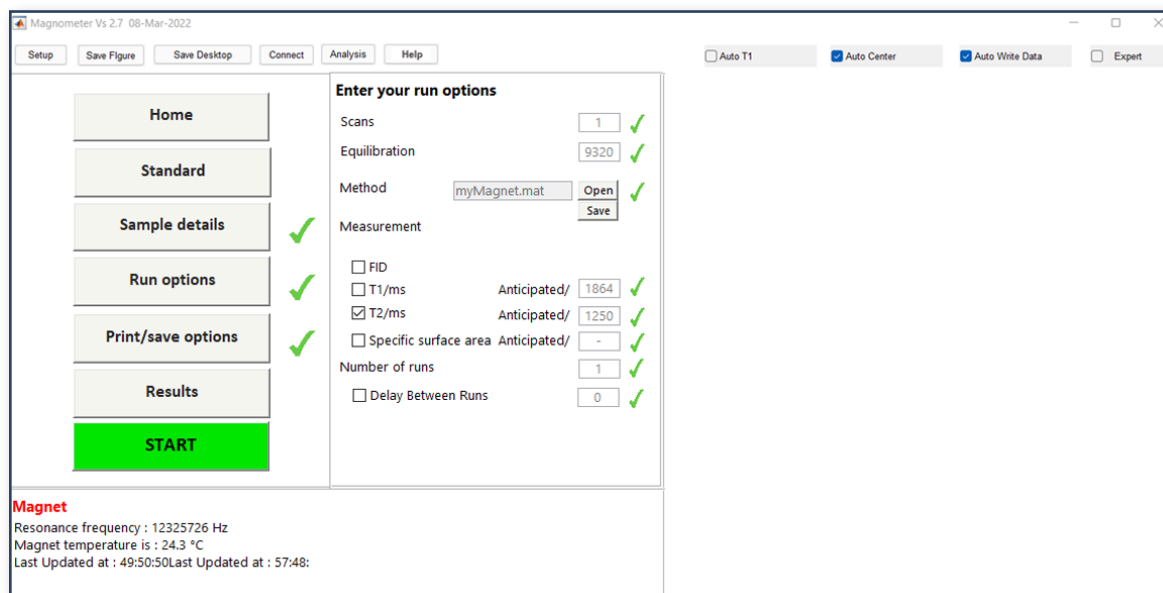 Magnometer Vs 2.7 08-Mar-2022
Setup Save FIgure Save Desktop Connect Analysis Help Auto T1 Auto Center Auto Write Data Expert
Home
Standard
Sample details
Run options
Print/save options
Results
START
Enter your run options
Scans 1
Equilibration 9320
Method myMagnet.mat Open
Save
Measurement
FID
T1/ms Anticipated/ 1864
T2/ms Anticipated/ 1250
Specific surface area Anticipated/ -
Number of runs 1
Delay Between Runs 0
Magnet
Resonance frequency : 12325726 Hz
Magnet temperature is : 24.3 °C
Last Updated at : 49:50:50Last Updated at : 57:48: